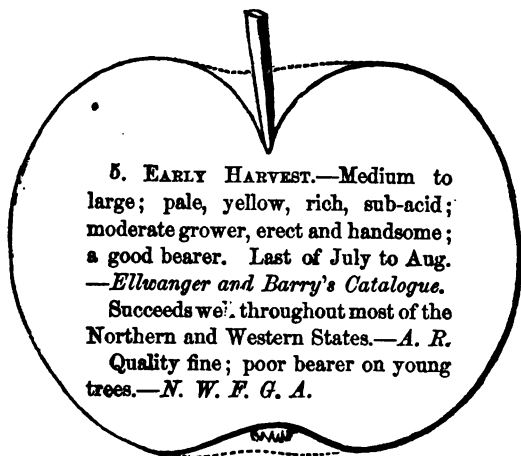 5. EARLY HARVEST.—Medium to
large; pale, yellow, rich, sub-acid;
moderate grower, erect and handsome;
a good bearer. Last of July to Aug.
—Ellwanger and Barry's Catalogue.
Succeeds well throughout most of the
Northern and Western States.—A. R.
Quality fine; poor bearer on young
trees.—N. W. F. G. A.